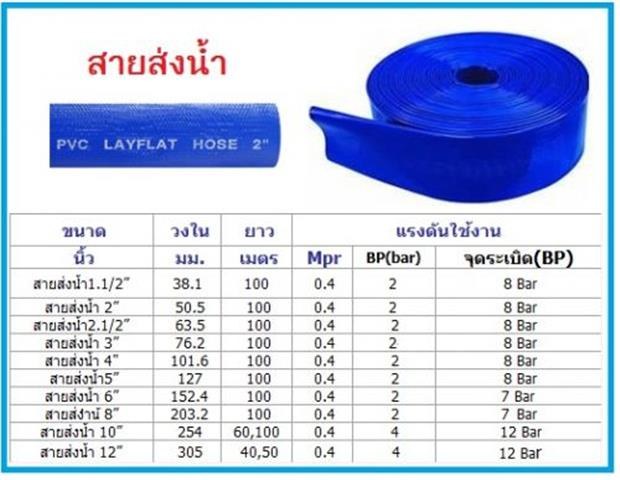 สายส่งน้ำ
PVC LAYFLAT HOSE 2"
ขนาด วงใน ยาว แรงดันใช้งาน
นิ้ว มม. เมตร Mpr BP(bar) จุดระเบิด(BP)
สายส่งน้ำ1.1/2” 38.1 100 0.4 2 8 Bar
สายส่งน้ำ 2” 50.5 100 0.4 2 8 Bar
สายส่งน้ำ2.1/2” 63.5 100 0.4 2 8 Bar
สายส่งน้ำ 3” 76.2 100 0.4 2 8 Bar
สายส่งน้ำ 4" 101.6 100 0.4 2 8 Bar
สายส่งน้ำ5” 127 100 0.4 2 8 Bar
สายส่งน้ำ 6” 152.4 100 0.4 2 7 Bar
สายส่งาน์ 8” 203.2 100 0.4 2 7 Bar
สายส่งน้ำ 10” 254 60,100 0.4 4 12 Bar
สายส่งน้ำ 12” 305 40,50 0.4 4 12 Bar